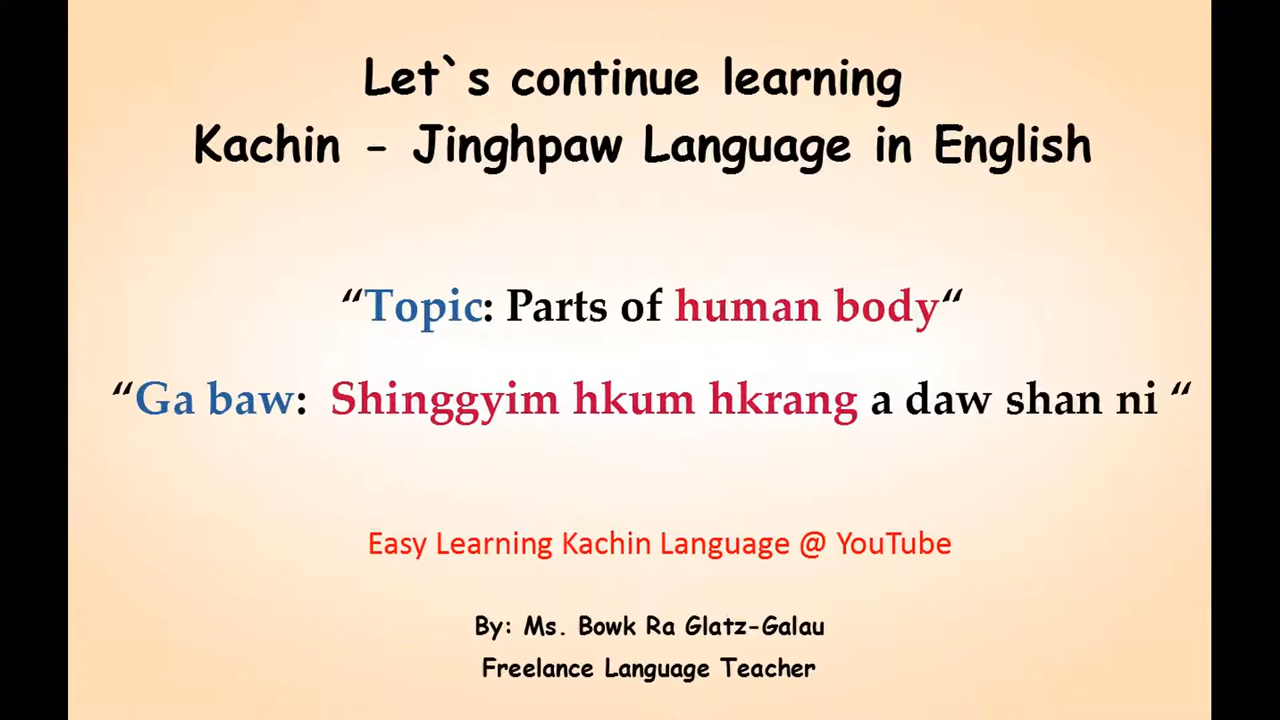 Let`s continue learning
Kachin - Jinghpaw Language in English
“Topic: Parts of human body“
“Ga baw: Shinggyim hkum hkrang a daw shan ni “
Easy Learning Kachin Language @ YouTube
By: Ms. Bowk Ra Glatz-Galau
Freelance Language Teacher